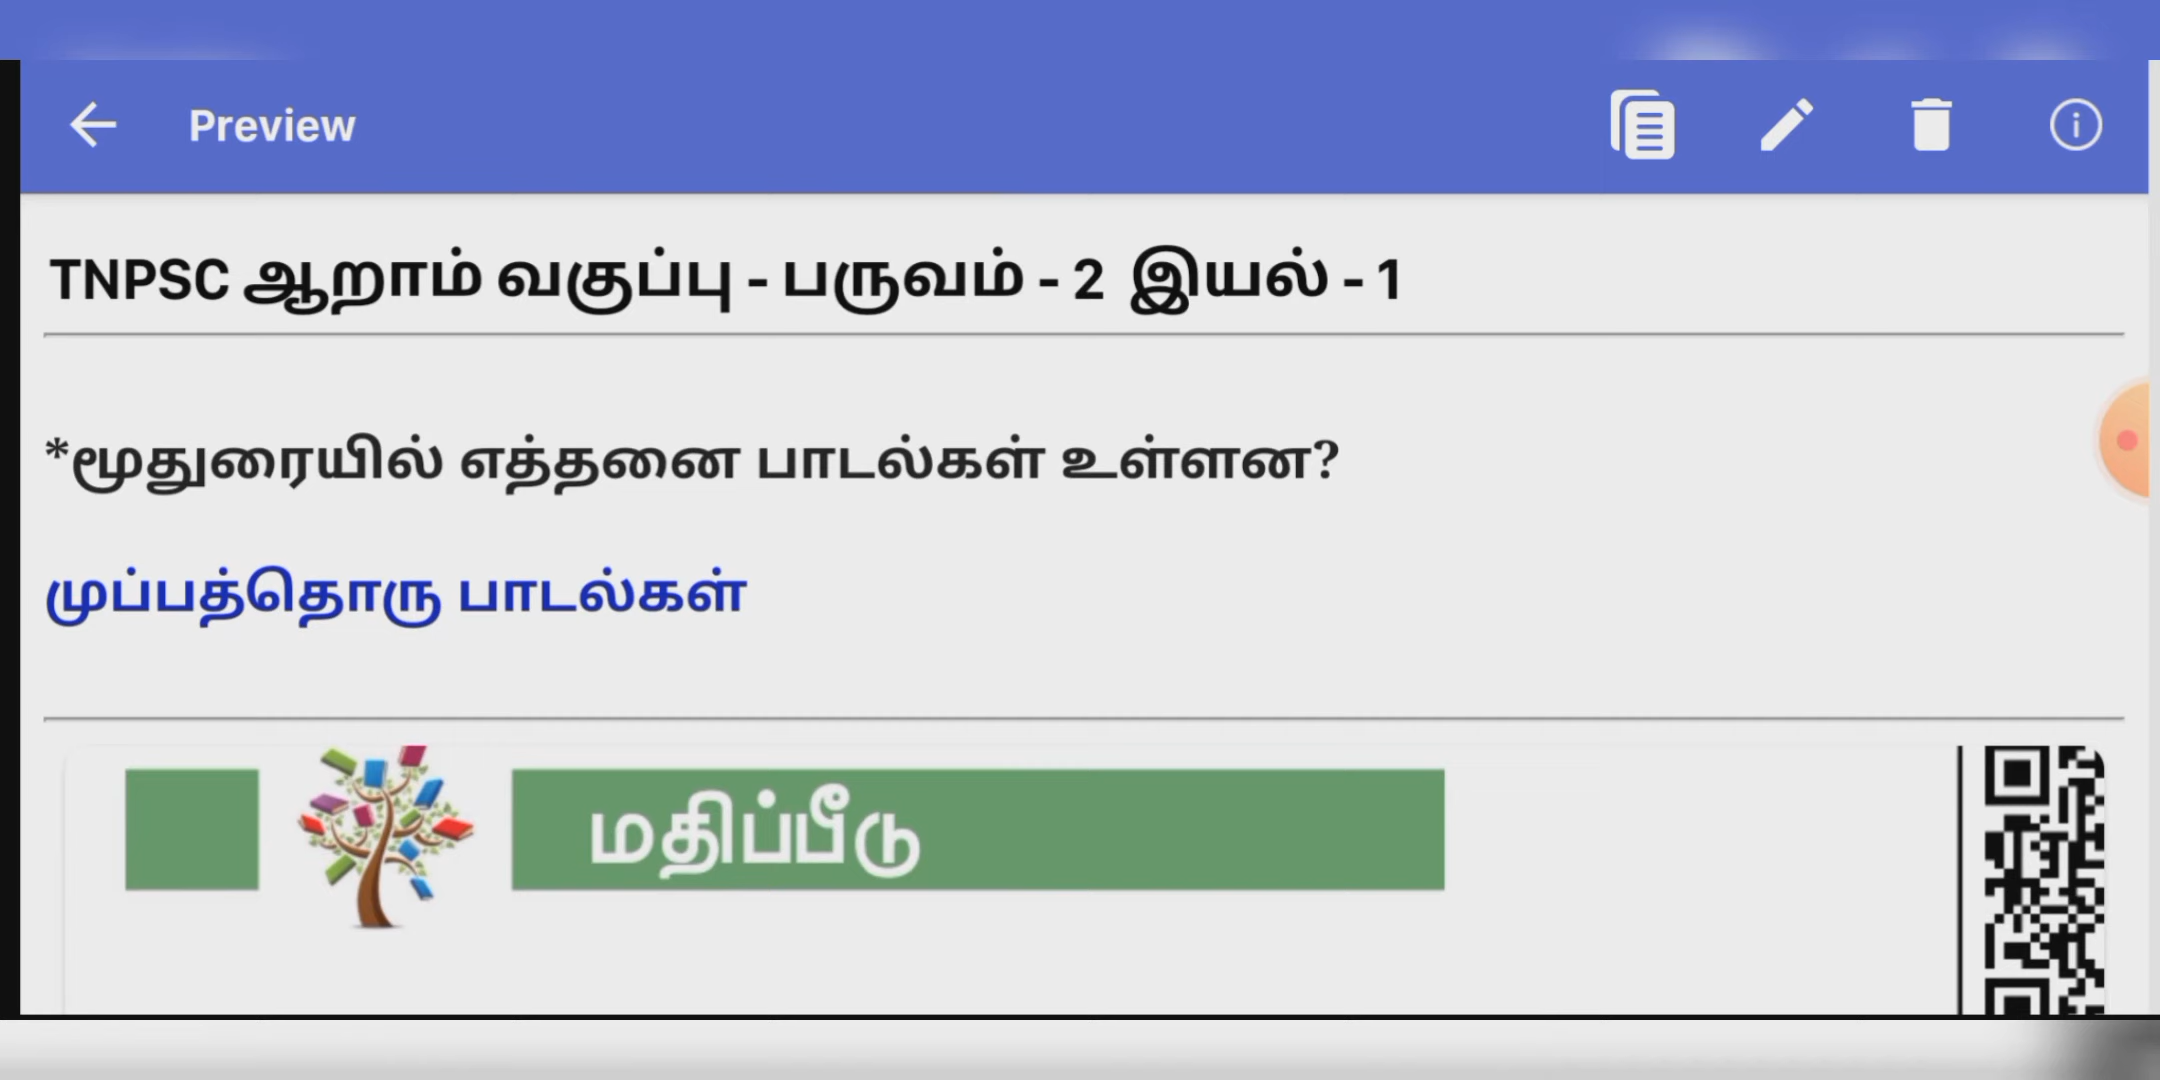 Preview
TNPSC ஆறாம் வகுப்பு - பருவம் - 2 இயல் - 1
*மூதுரையில் எத்தனை பாடல்கள் உள்ளன?
முப்பத்தொரு பாடல்கள்
மதிப்பீடு